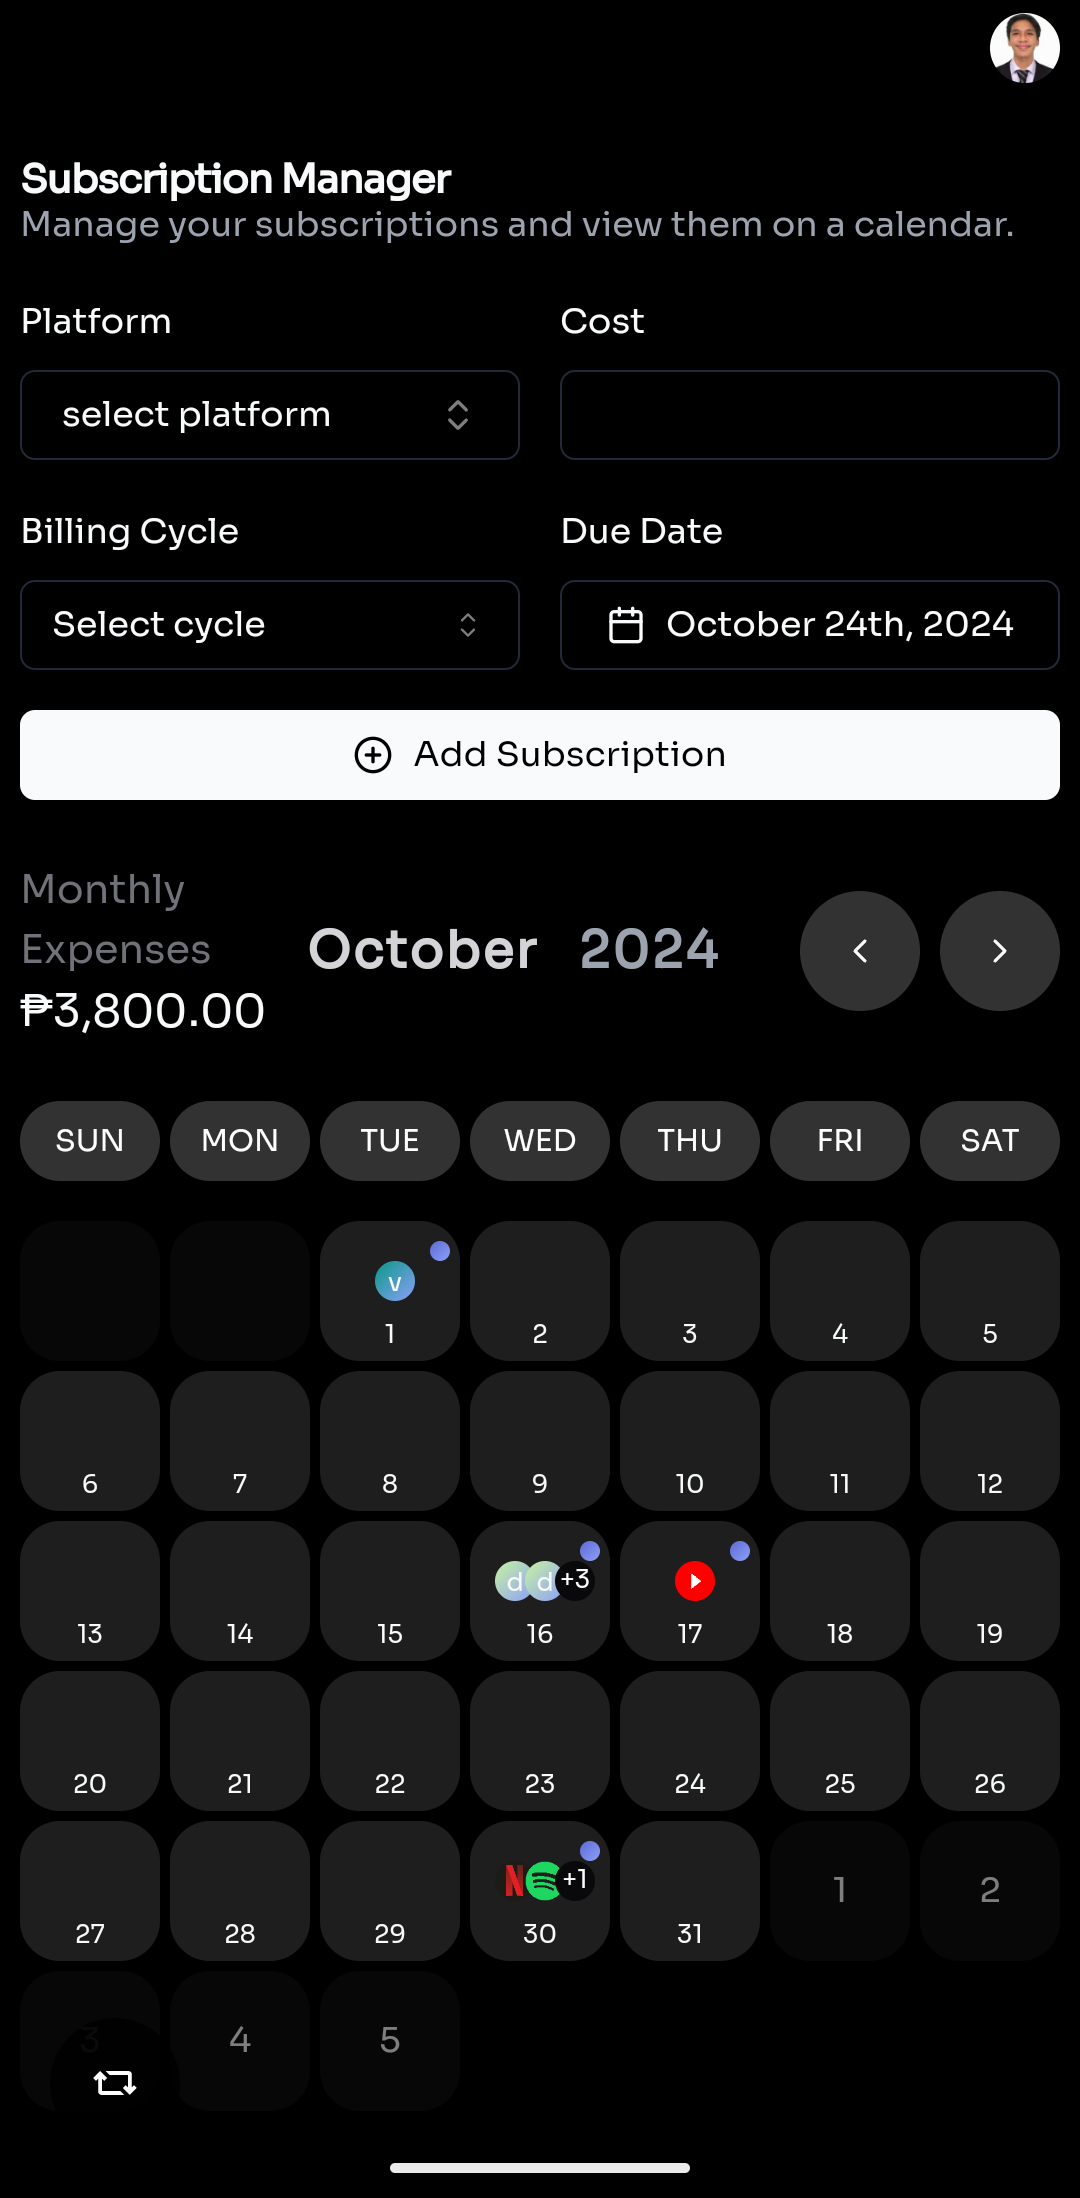 Subscription Manager
Manage your subscriptions and view them on a calendar.
Platform Cost
select platform
Billing Cycle Due Date
Select cycle October 24th, 2024
Add Subscription
Monthly
Expenses
₱3,800.00
October 2024
SUN MON TUE WED THU FRI SAT
v
1 2 3 4 5
6 7 8 9 10 11 12
d d +3
13 14 15 16 17 18 19
20 21 22 23 24 25 26
N +1
27 28 29 30 31 1 2
3 4 5